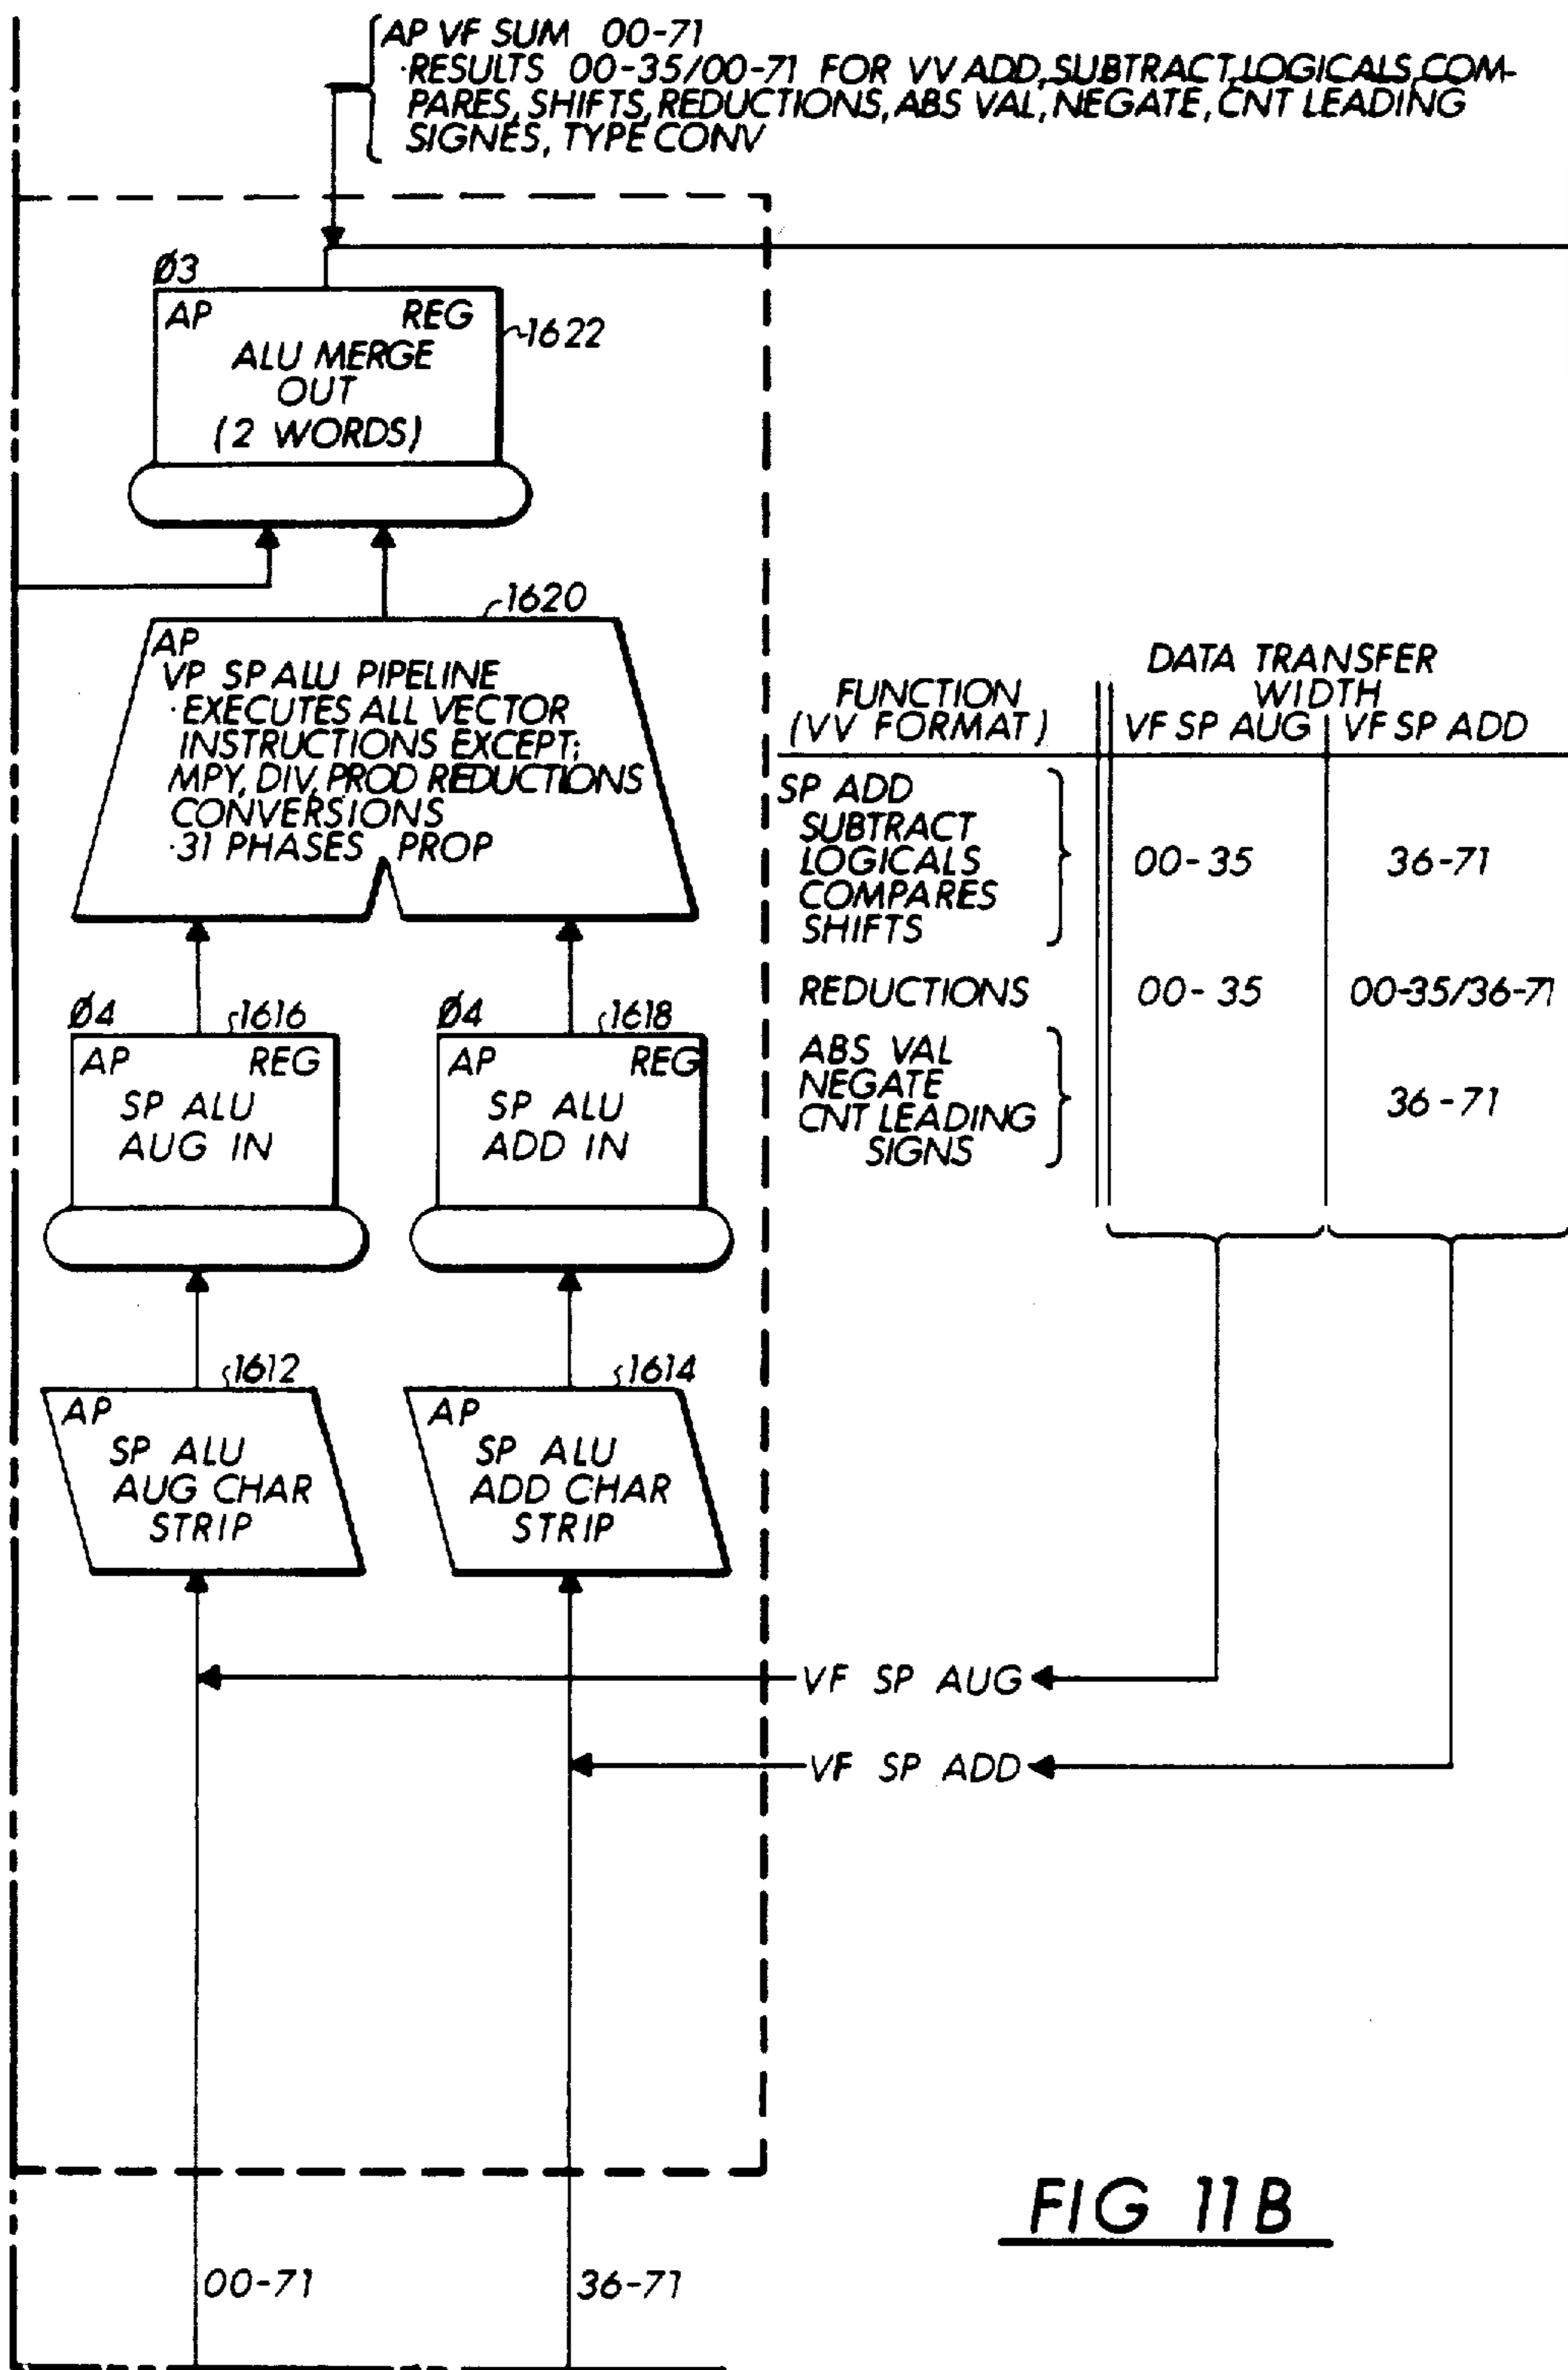 AP VF SUM 00-71
·RESULTS 00-35/00-71 FOR VV ADD, SUBTRACT, LOGICALS, COM-
PARES, SHIFTS, REDUCTIONS, ABS VAL, NEGATE, CNT LEADING
SIGNES, TYPE CONV
Ø3
AP REG
1622
ALU MERGE
OUT
(2 WORDS)
1620
AP
VP SP ALU PIPELINE
·EXECUTES ALL VECTOR
INSTRUCTIONS EXCEPT;
MPY, DIV, PROD REDUCTIONS
CONVERSIONS
·31 PHASES PROP
Ø4 1616
AP REG
SP ALU
AUG IN
Ø4 1618
AP REG
SP ALU
ADD IN
1612
AP
SP ALU
AUG CHAR
STRIP
1614
AP
SP ALU
ADD CHAR
STRIP
DATA TRANSFER
WIDTH
FUNCTION
(VV FORMAT) VF SP AUG VF SP ADD
SP ADD
SUBTRACT
LOGICALS 00-35 36-71
COMPARES
SHIFTS
REDUCTIONS 00-35 00-35/36-71
ABS VAL
NEGATE 36-71
CNT LEADING
SIGNS
VF SP AUG
VF SP ADD
00-71 36-71
FIG 11B